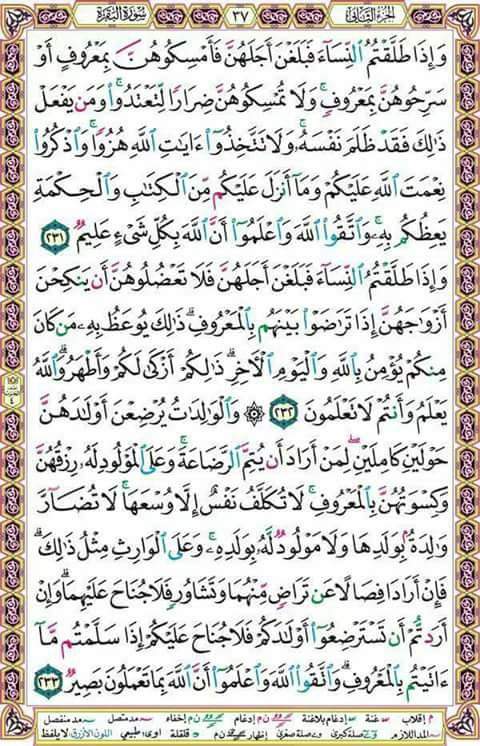 سورة البقرة ٣٧ الجزء الثاني
وَإِذَا طَلَّقْتُمُ ٱلنِّسَآءَ فَبَلَغْنَ أَجَلَهُنَّ فَأَمْسِكُوهُنَّ بِمَعْرُوفٍ أَوْ
سَرِّحُوهُنَّ بِمَعْرُوفٍۚ وَلَا تُمْسِكُوهُنَّ ضِرَارًا لِّتَعْتَدُوا۟ۚ وَمَن يَفْعَلْ
ذَٰلِكَ فَقَدْ ظَلَمَ نَفْسَهُۥۚ وَلَا تَتَّخِذُوٓا۟ ءَايَٰتِ ٱللَّهِ هُزُوًاۚ وَٱذْكُرُوا۟
نِعْمَتَ ٱللَّهِ عَلَيْكُمْ وَمَآ أَنزَلَ عَلَيْكُم مِّنَ ٱلْكِتَٰبِ وَٱلْحِكْمَةِ
يَعِظُكُم بِهِۦۚ وَٱتَّقُوا۟ ٱللَّهَ وَٱعْلَمُوٓا۟ أَنَّ ٱللَّهَ بِكُلِّ شَىْءٍ عَلِيمٌ ٢٣١
وَإِذَا طَلَّقْتُمُ ٱلنِّسَآءَ فَبَلَغْنَ أَجَلَهُنَّ فَلَا تَعْضُلُوهُنَّ أَن يَنكِحْنَ
أَزْوَٰجَهُنَّ إِذَا تَرَٰضَوْا۟ بَيْنَهُم بِٱلْمَعْرُوفِۗ ذَٰلِكَ يُوعَظُ بِهِۦ مَن كَانَ
مِنكُمْ يُؤْمِنُ بِٱللَّهِ وَٱلْيَوْمِ ٱلْءَاخِرِۗ ذَٰلِكُمْ أَزْكَىٰ لَكُمْ وَأَطْهَرُۗ وَٱللَّهُ
يَعْلَمُ وَأَنتُمْ لَا تَعْلَمُونَ ٢٣٢ ۞ وَٱلْوَٰلِدَٰتُ يُرْضِعْنَ أَوْلَٰدَهُنَّ
حَوْلَيْنِ كَامِلَيْنِۖ لِمَنْ أَرَادَ أَن يُتِمَّ ٱلرَّضَاعَةَۚ وَعَلَى ٱلْمَوْلُودِ لَهُۥ رِزْقُهُنَّ
وَكِسْوَتُهُنَّ بِٱلْمَعْرُوفِۚ لَا تُكَلَّفُ نَفْسٌ إِلَّا وُسْعَهَاۚ لَا تُضَآرَّ
وَٰلِدَةٌۢ بِوَلَدِهَا وَلَا مَوْلُودٌ لَّهُۥ بِوَلَدِهِۦۚ وَعَلَى ٱلْوَارِثِ مِثْلُ ذَٰلِكَۗ
فَإِنْ أَرَادَا فِصَالًا عَن تَرَاضٍ مِّنْهُمَا وَتَشَاوُرٍ فَلَا جُنَاحَ عَلَيْهِمَاۗ وَإِنْ
أَرَدتُّمْ أَن تَسْتَرْضِعُوٓا۟ أَوْلَٰدَكُمْ فَلَا جُنَاحَ عَلَيْكُمْ إِذَا سَلَّمْتُم مَّآ
ءَاتَيْتُم بِٱلْمَعْرُوفِۗ وَٱتَّقُوا۟ ٱللَّهَ وَٱعْلَمُوٓا۟ أَنَّ ٱللَّهَ بِمَا تَعْمَلُونَ بَصِيرٌ ٢٣٣
م إقلاب غنة إدغام بلاغنة ن م إدغام ن م إخفاء مد متصل مد منفصل
المد اللازم صلة كبرى صلة صغرى إظهار ن م قلقلة طبيعي اللون الأزرق لا يلفظ